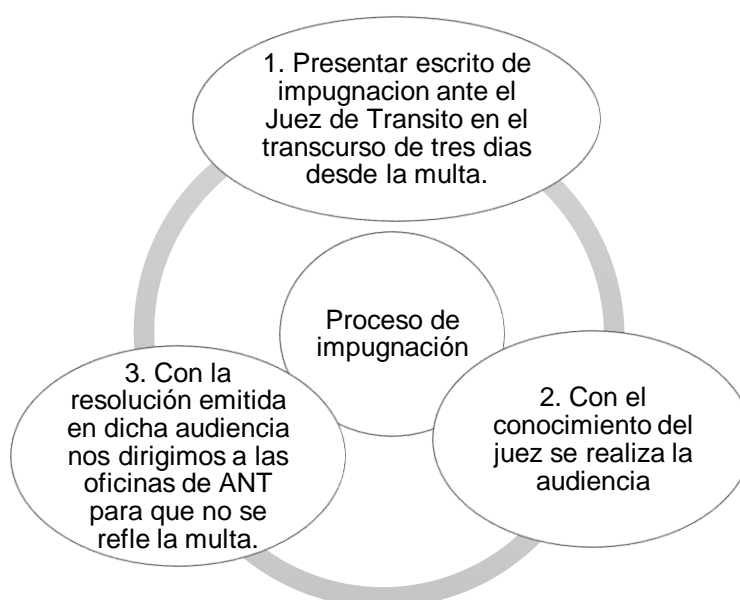 1. Presentar escrito de
impugnacion ante el
Juez de Transito en el
transcurso de tres dias
desde la multa.
Proceso de
impugnación
2. Con el
conocimiento del
juez se realiza la
audiencia
3. Con la
resolución emitida
en dicha audiencia
nos dirigimos a las
oficinas de ANT
para que no se
refle la multa.